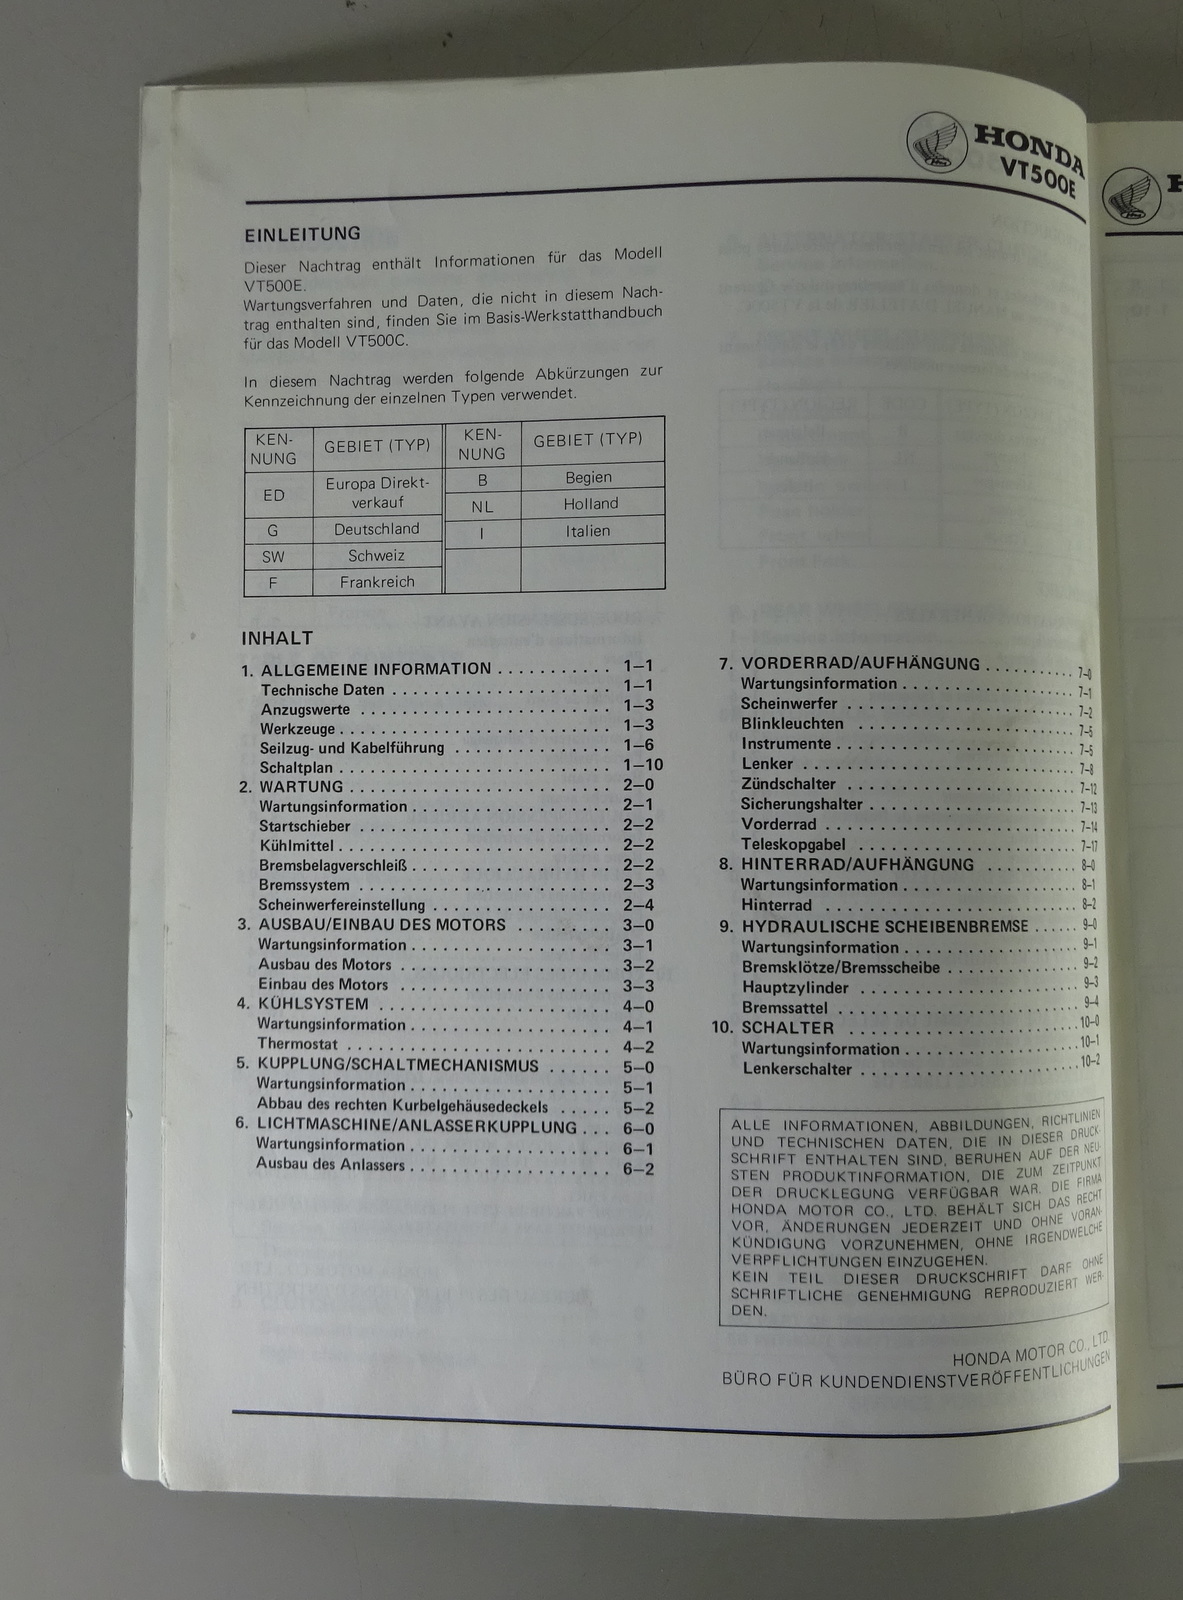 HONDA
VT500E
EINLEITUNG
Dieser Nachtrag enthält Informationen für das Modell
VT500E.
Wartungsverfahren und Daten, die nicht in diesem Nach-
trag enthalten sind, finden Sie im Basis-Werkstatthandbuch
für das Modell VT500C.
In diesem Nachtrag werden folgende Abkürzungen zur
Kennzeichnung der einzelnen Typen verwendet.
KEN-
NUNG
GEBIET (TYP)
ED
Europa Direkt-
verkauf
G Deutschland
SW Schweiz
F Frankreich
KEN-
NUNG
GEBIET (TYP)
B Begien
NL Holland
I Italien
INHALT
1. ALLGEMEINE INFORMATION . . . . . . . . . . . 1–1
Technische Daten . . . . . . . . . . . . . . . . . . . . . . 1–1
Anzugswerte . . . . . . . . . . . . . . . . . . . . . . . . . 1–3
Werkzeuge . . . . . . . . . . . . . . . . . . . . . . . . . . . 1–3
Seilzug- und Kabelführung . . . . . . . . . . . . . . . 1–6
Schaltplan . . . . . . . . . . . . . . . . . . . . . . . . . . . 1–10
2. WARTUNG . . . . . . . . . . . . . . . . . . . . . . . . . . 2–0
Wartungsinformation . . . . . . . . . . . . . . . . . . . . 2–1
Startschieber . . . . . . . . . . . . . . . . . . . . . . . . . 2–2
Kühlmittel . . . . . . . . . . . . . . . . . . . . . . . . . . . 2–2
Bremsbelagverschleiß . . . . . . . . . . . . . . . . . . . . 2–2
Bremssystem . . . . . . . . . . . . . . . . . . . . . . . . . 2–3
Scheinwerfereinstellung . . . . . . . . . . . . . . . . . . 2–4
3. AUSBAU/EINBAU DES MOTORS . . . . . . . . . 3–0
Wartungsinformation . . . . . . . . . . . . . . . . . . . . 3–1
Ausbau des Motors . . . . . . . . . . . . . . . . . . . . . 3–2
Einbau des Motors . . . . . . . . . . . . . . . . . . . . . 3–3
4. KÜHLSYSTEM . . . . . . . . . . . . . . . . . . . . . . . 4–0
Wartungsinformation . . . . . . . . . . . . . . . . . . . . 4–1
Thermostat . . . . . . . . . . . . . . . . . . . . . . . . . . 4–2
5. KUPPLUNG/SCHALTMECHANISMUS . . . . . . 5–0
Wartungsinformation . . . . . . . . . . . . . . . . . . . . 5–1
Abbau des rechten Kurbelgehäusedeckels . . . . . 5–2
6. LICHTMASCHINE/ANLASSERKUPPLUNG . . . 6–0
Wartungsinformation . . . . . . . . . . . . . . . . . . . . 6–1
Ausbau des Anlassers . . . . . . . . . . . . . . . . . . . . 6–2
7. VORDERRAD/AUFHÄNGUNG . . . . . . . . . . 7–0
Wartungsinformation . . . . . . . . . . . . . . . . . . . . 7–1
Scheinwerfer . . . . . . . . . . . . . . . . . . . . . . . . . 7–2
Blinkleuchten . . . . . . . . . . . . . . . . . . . . . . . . 7–5
Instrumente . . . . . . . . . . . . . . . . . . . . . . . . . . 7–5
Lenker . . . . . . . . . . . . . . . . . . . . . . . . . . . . . 7–8
Zündschalter . . . . . . . . . . . . . . . . . . . . . . . . . 7–12
Sicherungshalter . . . . . . . . . . . . . . . . . . . . . . . 7–13
Vorderrad . . . . . . . . . . . . . . . . . . . . . . . . . . . 7–14
Teleskopgabel . . . . . . . . . . . . . . . . . . . . . . . . 7–17
8. HINTERRAD/AUFHÄNGUNG . . . . . . . . . . 8–0
Wartungsinformation . . . . . . . . . . . . . . . . . . . . 8–1
Hinterrad . . . . . . . . . . . . . . . . . . . . . . . . . . . 8–2
9. HYDRAULISCHE SCHEIBENBREMSE . . . . . . 9–0
Wartungsinformation . . . . . . . . . . . . . . . . . . . . 9–1
Bremsklötze/Bremsscheibe . . . . . . . . . . . . . . . 9–2
Hauptzylinder . . . . . . . . . . . . . . . . . . . . . . . . 9–3
Bremssattel . . . . . . . . . . . . . . . . . . . . . . . . . . 9–4
10. SCHALTER . . . . . . . . . . . . . . . . . . . . . . . . . 10–0
Wartungsinformation . . . . . . . . . . . . . . . . . . . . 10–1
Lenkerschalter . . . . . . . . . . . . . . . . . . . . . . . . 10–2
ALLE INFORMATIONEN, ABBILDUNGEN, RICHTLINIEN
UND TECHNISCHEN DATEN, DIE IN DIESER DRUCK-
SCHRIFT ENTHALTEN SIND, BERUHEN AUF DER NEU-
STEN PRODUKTINFORMATION, DIE ZUM ZEITPUNKT
DER DRUCKLEGUNG VERFÜGBAR WAR. DIE FIRMA
HONDA MOTOR CO., LTD. BEHÄLT SICH DAS RECHT
VOR, ÄNDERUNGEN JEDERZEIT UND OHNE VORAN-
KÜNDIGUNG VORZUNEHMEN, OHNE IRGENDWELCHE
VERPFLICHTUNGEN EINZUGEHEN.
KEIN TEIL DIESER DRUCKSCHRIFT DARF OHNE
SCHRIFTLICHE GENEHMIGUNG REPRODUZIERT WER-
DEN.
HONDA MOTOR CO., LTD.
BÜRO FÜR KUNDENDIENSTVERÖFFENTLICHUNGEN